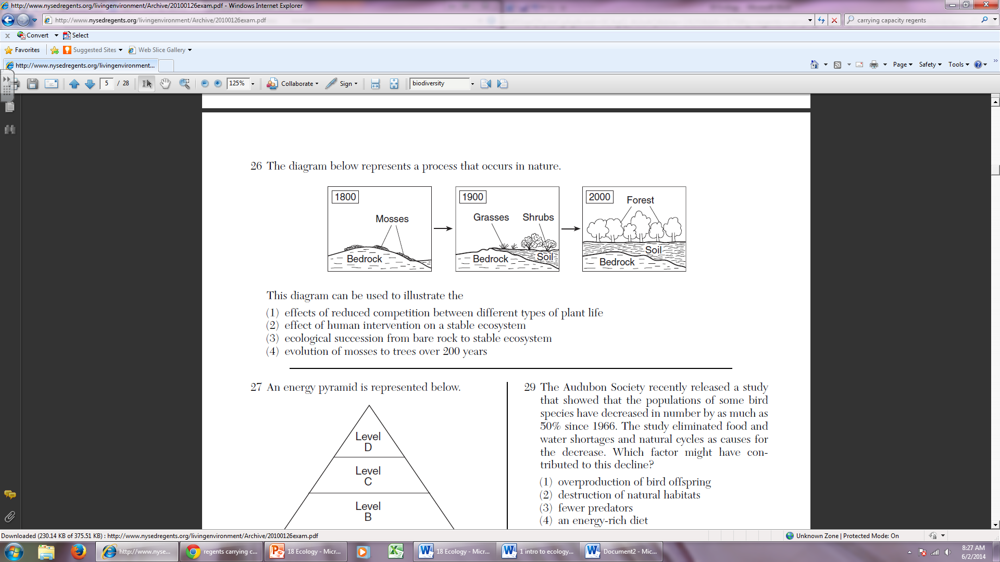 http://www.nysedregents.org/livingenvironment/Archive/20100126exam.pdf - Windows Internet Explorer
http://www.nysedregents.org/livingenvironment/Archive/20100126exam.pdf
carrying capacity regents
x Convert Select
Favorites Suggested Sites Web Slice Gallery
http://www.nysedregents.org/livingenvironment...
Page Safety Tools
5 / 28 125% Collaborate Sign biodiversity
26 The diagram below represents a process that occurs in nature.
1800
Mosses
Bedrock
1900
Grasses Shrubs
Bedrock Soil
2000
Forest
Soil
Bedrock
This diagram can be used to illustrate the
(1) effects of reduced competition between different types of plant life
(2) effect of human intervention on a stable ecosystem
(3) ecological succession from bare rock to stable ecosystem
(4) evolution of mosses to trees over 200 years
27 An energy pyramid is represented below.
Level
D
Level
C
Level
B
29 The Audubon Society recently released a study
that showed that the populations of some bird
species have decreased in number by as much as
50% since 1966. The study eliminated food and
water shortages and natural cycles as causes for
the decrease. Which factor might have con-
tributed to this decline?
(1) overproduction of bird offspring
(2) destruction of natural habitats
(3) fewer predators
(4) an energy-rich diet
Downloaded (230.14 KB of 375.51 KB) : http://www.nysedregents.org/livingenvironment/Archive/20100126exam.pdf
Unknown Zone | Protected Mode: On
http://www.nyse...
regents carrying c...
18 Ecology - Micr...
18 Ecology - Micr...
1 intro to ecology...
Document2 - Mic...
8:27 AM
6/2/2014